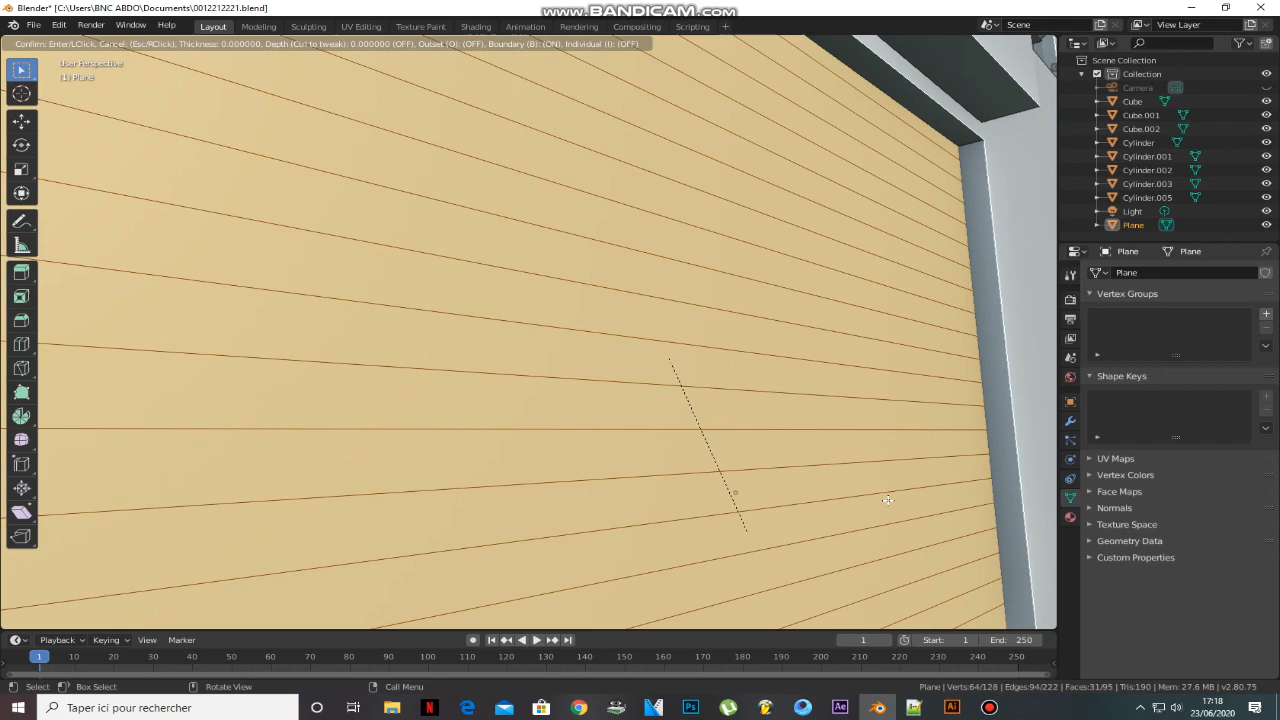 Blender* [C:\Users\BNC ABDO\Documents\0012212221.blend]
www.BANDICAM.com
File Edit Render Window Help
Layout Modeling Sculpting UV Editing Texture Paint Shading Animation Rendering Compositing Scripting +
Scene
View Layer
Confirm: Enter/LClick, Cancel: (Esc/RClick), Thickness: 0.000000, Depth (Ctrl to tweak): 0.000000 (OFF), Outset (O): (OFF), Boundary (B): (ON), Individual (I): (OFF)
User Perspective
(1) Plane
Scene Collection
Collection
Camera
Cube
Cube.001
Cube.002
Cylinder
Cylinder.001
Cylinder.002
Cylinder.003
Cylinder.005
Light
Plane
Plane Plane
Plane
Vertex Groups
Shape Keys
UV Maps
Vertex Colors
Face Maps
Normals
Texture Space
Geometry Data
Custom Properties
Playback Keying View Marker
1 Start: 1 End: 250
1 10 20 30 40 50 60 70 80 90 100 110 120 130 140 150 160 170 180 190 200 210 220 230 240 250
Select Box Select Rotate View Call Menu
Plane | Verts:64/128 | Edges:94/222 | Faces:31/95 | Tris:190 | Mem: 27.6 MB | v2.80.75
Taper ici pour rechercher
17:18
23/06/2020